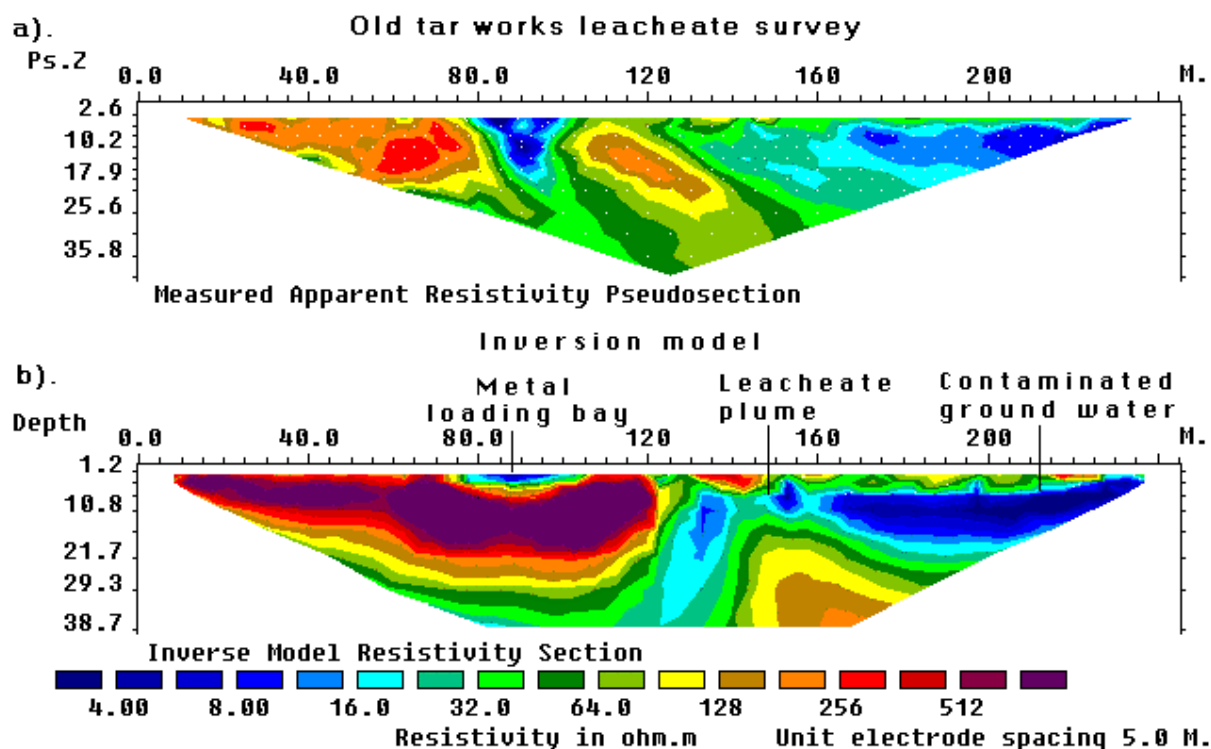 a). Old tar works leacheate survey
Ps.Z 0.0 40.0 80.0 120 160 200 M.
2.6
10.2
17.9
25.6
35.8
Measured Apparent Resistivity Pseudosection
Inversion model
b).
Metal Leacheate Contaminated
loading bay plume ground water
Depth 0.0 40.0 80.0 120 160 200 M.
1.2
10.8
21.7
29.3
38.7
Inverse Model Resistivity Section
4.00 8.00 16.0 32.0 64.0 128 256 512
Resistivity in ohm.m Unit electrode spacing 5.0 M.